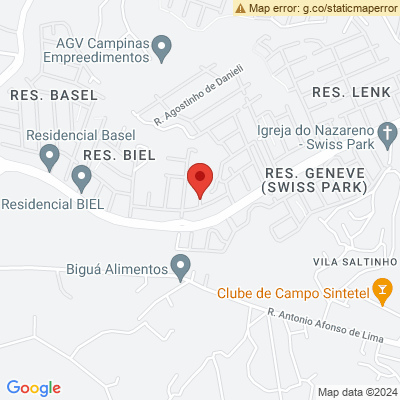 Map error: g.co/staticmaperror
AGV Campinas
Empreedimentos
R. Agostinho de Danieli
RES. BASEL
RES. LENK
Residencial Basel
Igreja do Nazareno
- Swiss Park
RES. BIEL
RES. GENEVE
(SWISS PARK)
Residencial BIEL
Biguá Alimentos
VILA SALTINHO
Clube de Campo Sintetel
R. Antonio Afonso de Lima
Google
Map data ©2024